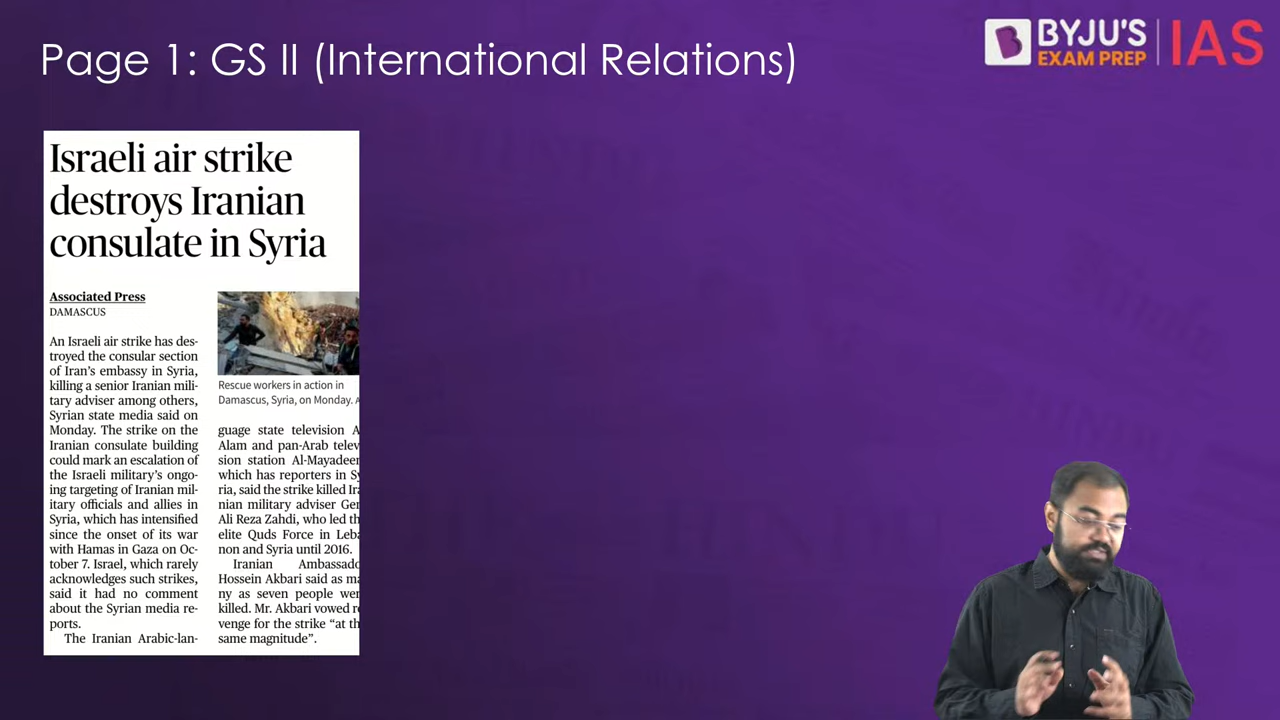 Page 1: GS II (International Relations)
BYJU'S
EXAM PREP
IAS
Israeli air strike
destroys Iranian
consulate in Syria
Associated Press
DAMASCUS
An Israeli air strike has des-
troyed the consular section
of Iran's embassy in Syria,
killing a senior Iranian mili-
tary adviser among others,
Syrian state media said on
Monday. The strike on the
Iranian consulate building
could mark an escalation of
the Israeli military's ongo-
ing targeting of Iranian mil-
itary officials and allies in
Syria, which has intensified
since the onset of its war
with Hamas in Gaza on Oc-
tober 7. Israel, which rarely
acknowledges such strikes,
said it had no comment
about the Syrian media re-
ports.
The Iranian Arabic-lan-
Rescue workers in action in
Damascus, Syria, on Monday.
guage state television A
Alam and pan-Arab telev
sion station Al-Mayadeen
which has reporters in Sy
ria, said the strike killed Ira
nian military adviser Gen
Ali Reza Zahdi, who led th
elite Quds Force in Leba
non and Syria until 2016.
Iranian Ambassado
Hossein Akbari said as ma
ny as seven people wer
killed. Mr. Akbari vowed re
venge for the strike “at th
same magnitude”.